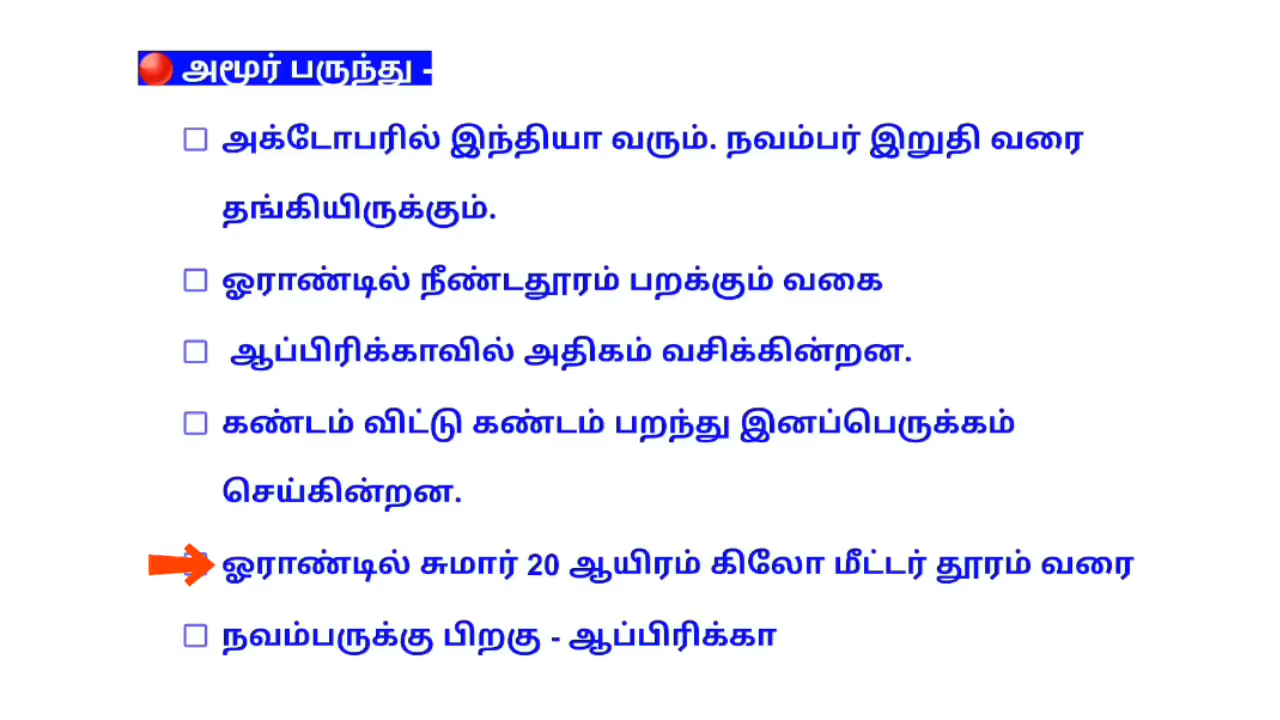 அமூர் பருந்து -
அக்டோபரில் இந்தியா வரும். நவம்பர் இறுதி வரை
தங்கியிருக்கும்.
ஓராண்டில் நீண்டதூரம் பறக்கும் வகை
ஆப்பிரிக்காவில் அதிகம் வசிக்கின்றன.
கண்டம் விட்டு கண்டம் பறந்து இனப்பெருக்கம்
செய்கின்றன.
ஓராண்டில் சுமார் 20 ஆயிரம் கிலோ மீட்டர் தூரம் வரை
நவம்பருக்கு பிறகு - ஆப்பிரிக்கா